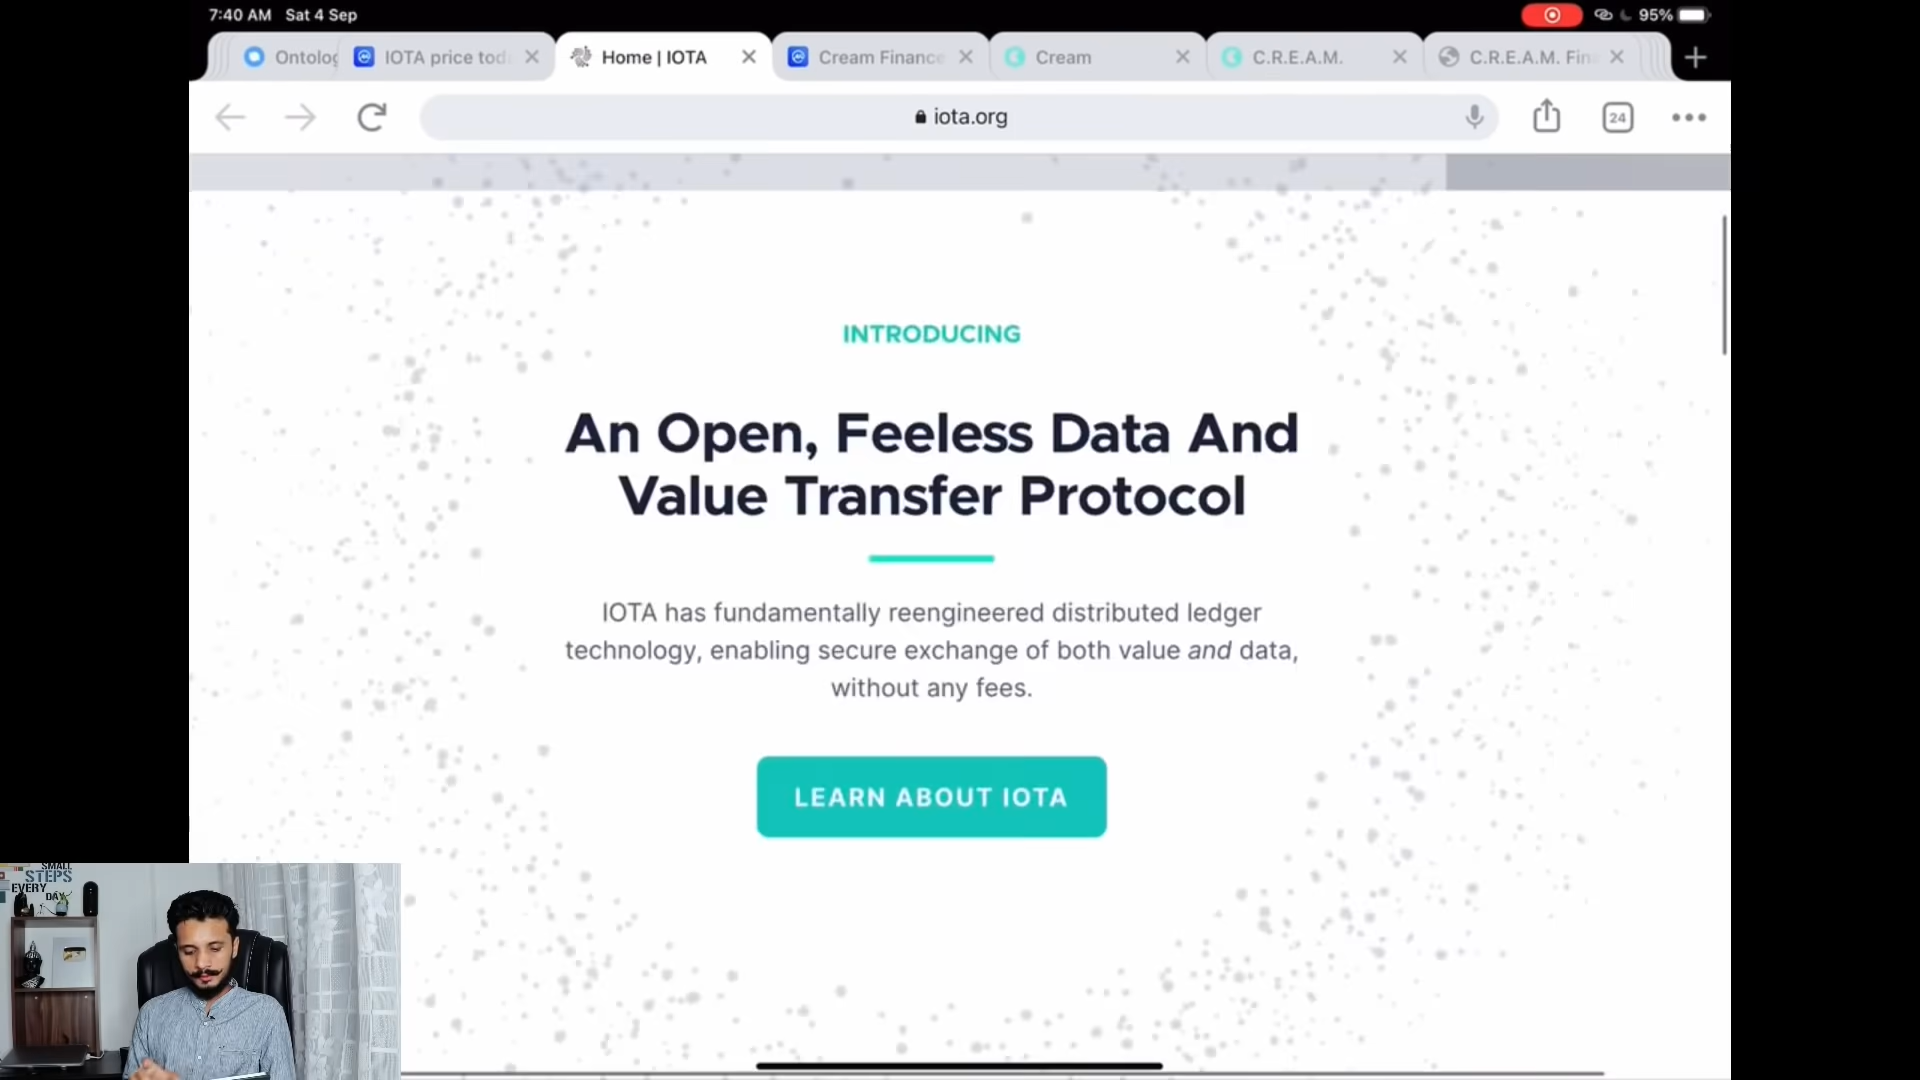 7:40 AM Sat 4 Sep
95%
Ontolog
IOTA price tod
Home | IOTA
Cream Finance
Cream
C.R.E.A.M.
C.R.E.A.M. Fin
iota.org
24
INTRODUCING
An Open, Feeless Data And
Value Transfer Protocol
IOTA has fundamentally reengineered distributed ledger
technology, enabling secure exchange of both value and data,
without any fees.
LEARN ABOUT IOTA
SMALL
STEPS
EVERY
DAY